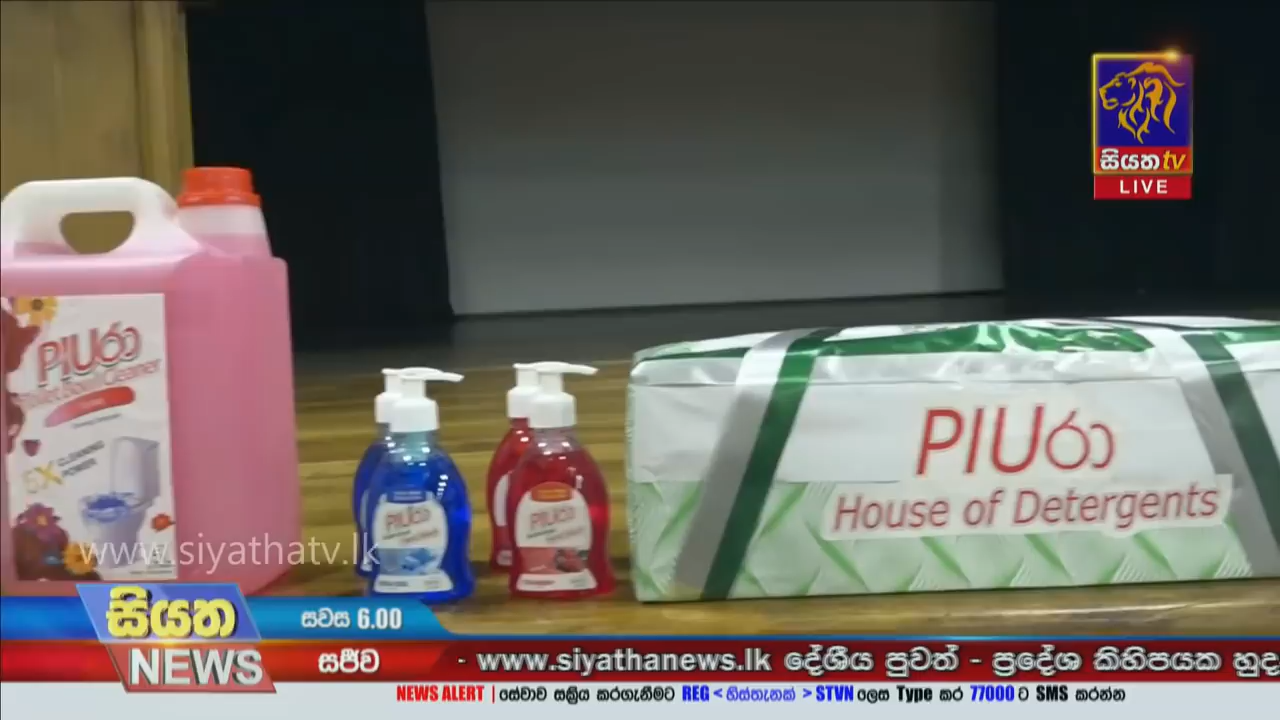 සියත tv
LIVE
PIUරා
Toilet Bowl Cleaner
5X CLEANING
POWER
PIUරා
PIUරා
PIUරා
House of Detergents
www.siyathatv.lk
සියත
NEWS
සවස 6.00
සජීව
- www.siyathanews.lk දේශීය පුවත් - ප්‍රදේශ කිහිපයක හුද
NEWS ALERT | සේවාව සක්‍රිය කරගැනීමට REG < හිස්තැනක් > STVN ලෙස Type කර 77000 ට SMS කරන්න